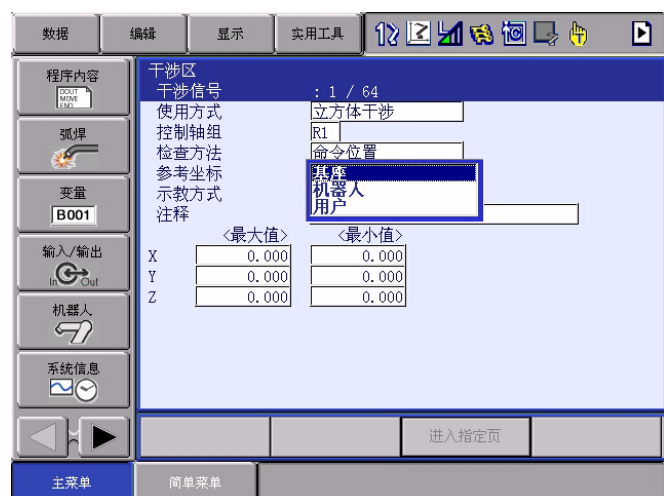 数据 编辑 显示 实用工具
程序内容
DOUT
MOVE
END
弧焊
变量
B001
输入/输出
In Out
机器人
系统信息
干涉区
干涉信号 : 1 / 64
使用方式 立方体干涉
控制轴组 R1
检查方法 命令位置
参考坐标 基座
示教方式 机器人
用户
注释
<最大值> <最小值>
X 0.000 0.000
Y 0.000 0.000
Z 0.000 0.000
进入指定页
主菜单 简单菜单